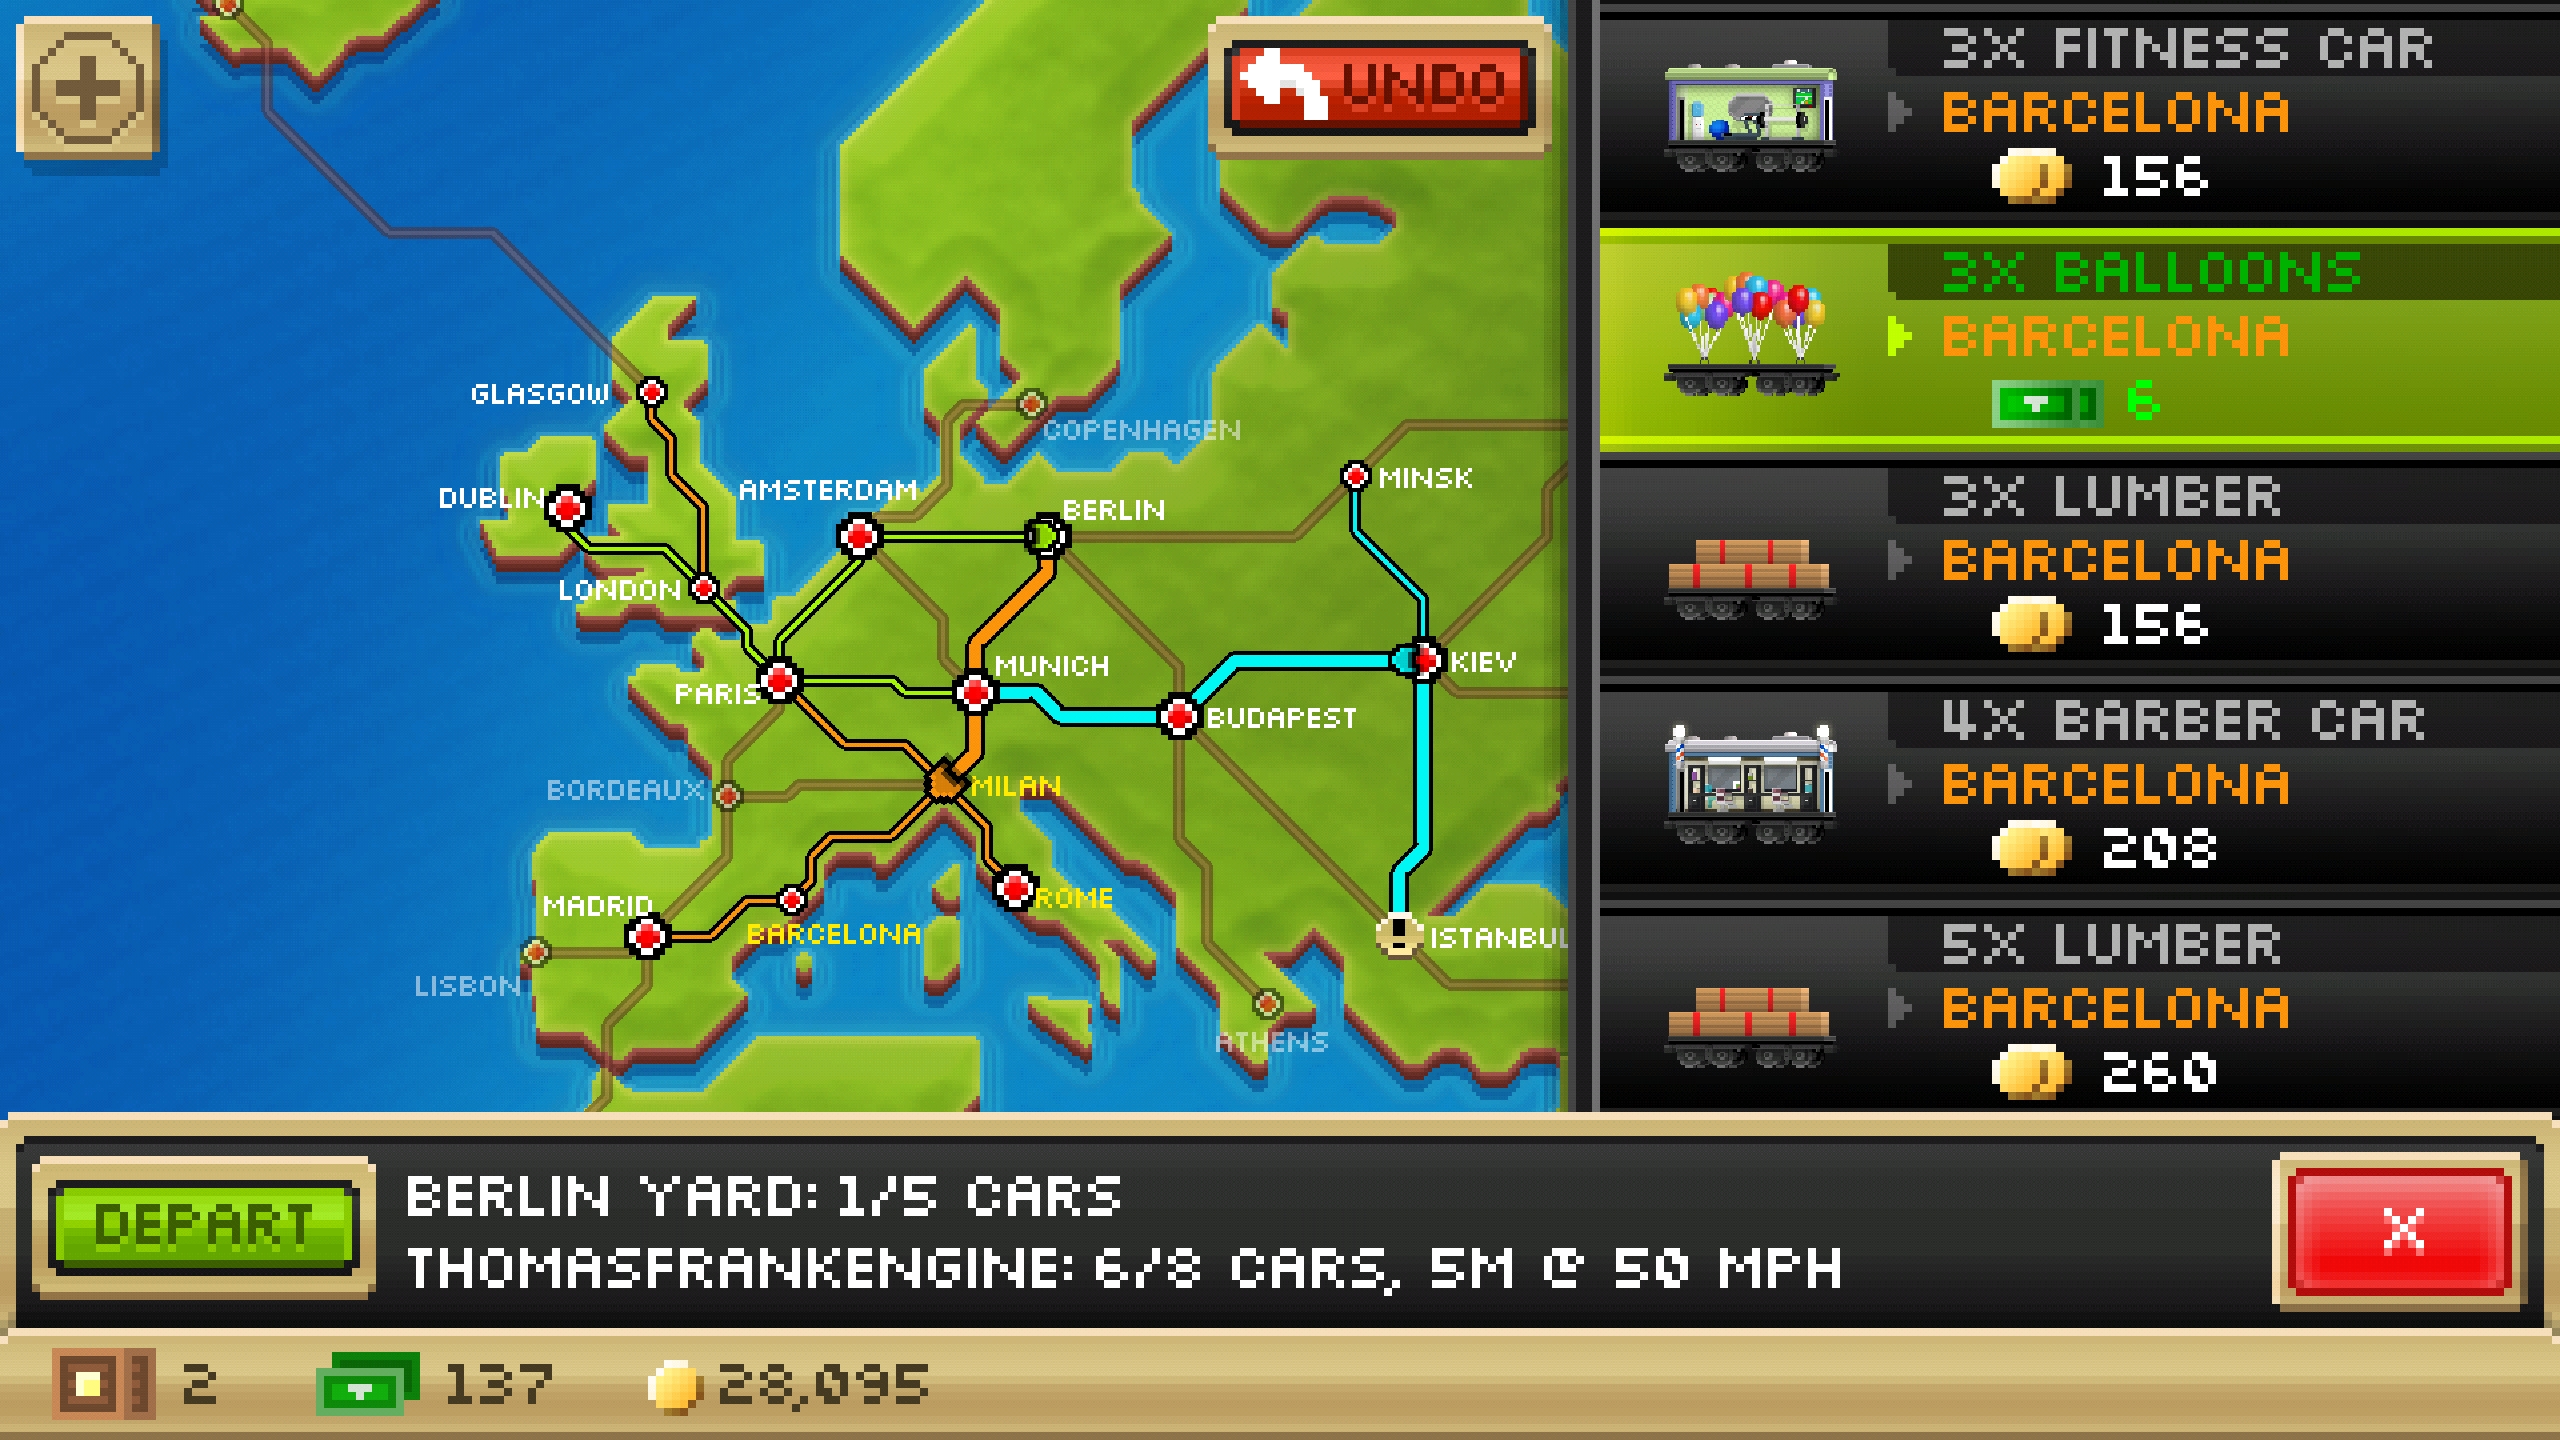 UNDO
GLASGOW
COPENHAGEN
MINSK
AMSTERDAM
DUBLIN
BERLIN
LONDON
MUNICH
KIEV
PARIS
BUDAPEST
BORDEAUX
MILAN
MADRID
ROME
BARCELONA
ISTANBUL
LISBON
ATHENS
3X FITNESS CAR
BARCELONA
156
3X BALLOONS
BARCELONA
6
3X LUMBER
BARCELONA
156
4X BARBER CAR
BARCELONA
208
5X LUMBER
BARCELONA
260
DEPART
BERLIN YARD: 1/5 CARS
THOMASFRANKENGINE: 6/8 CARS, 5M @ 50 MPH
X
2
137
28,095